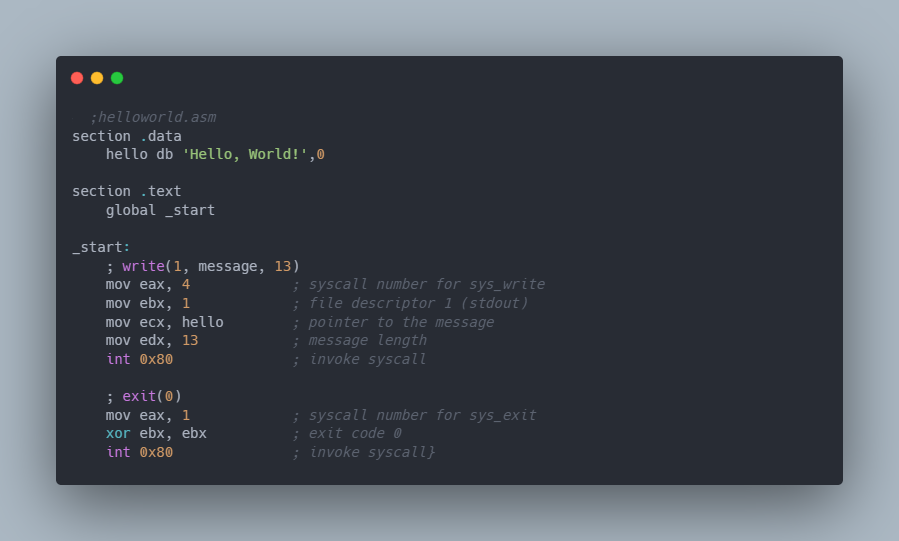 ;helloworld.asm
section .data
    hello db 'Hello, World!',0
section .text
    global _start
_start:
    ; write(1, message, 13)
    mov eax, 4            ; syscall number for sys_write
    mov ebx, 1            ; file descriptor 1 (stdout)
    mov ecx, hello        ; pointer to the message
    mov edx, 13           ; message length
    int 0x80              ; invoke syscall
    ; exit(0)
    mov eax, 1            ; syscall number for sys_exit
    xor ebx, ebx          ; exit code 0
    int 0x80              ; invoke syscall}